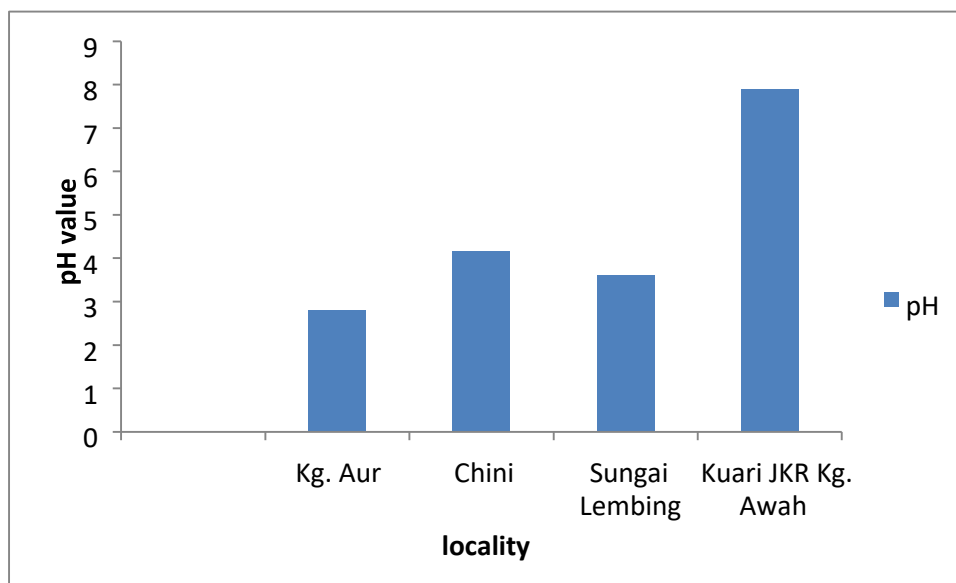 9
8
7
6
5
4
3
2
1
0
pH value
Kg. Aur
Chini
Sungai
Lembing
Kuari JKR Kg.
Awah
locality
pH